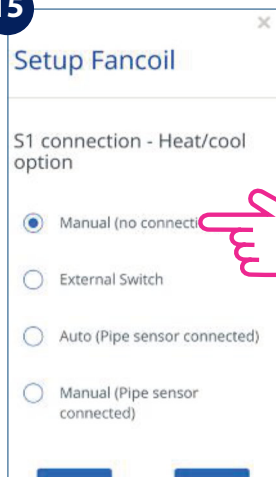 15
Setup Fancoil
S1 connection - Heat/cool
option
Manual (no connecti
External Switch
Auto (Pipe sensor connected)
Manual (Pipe sensor
connected)